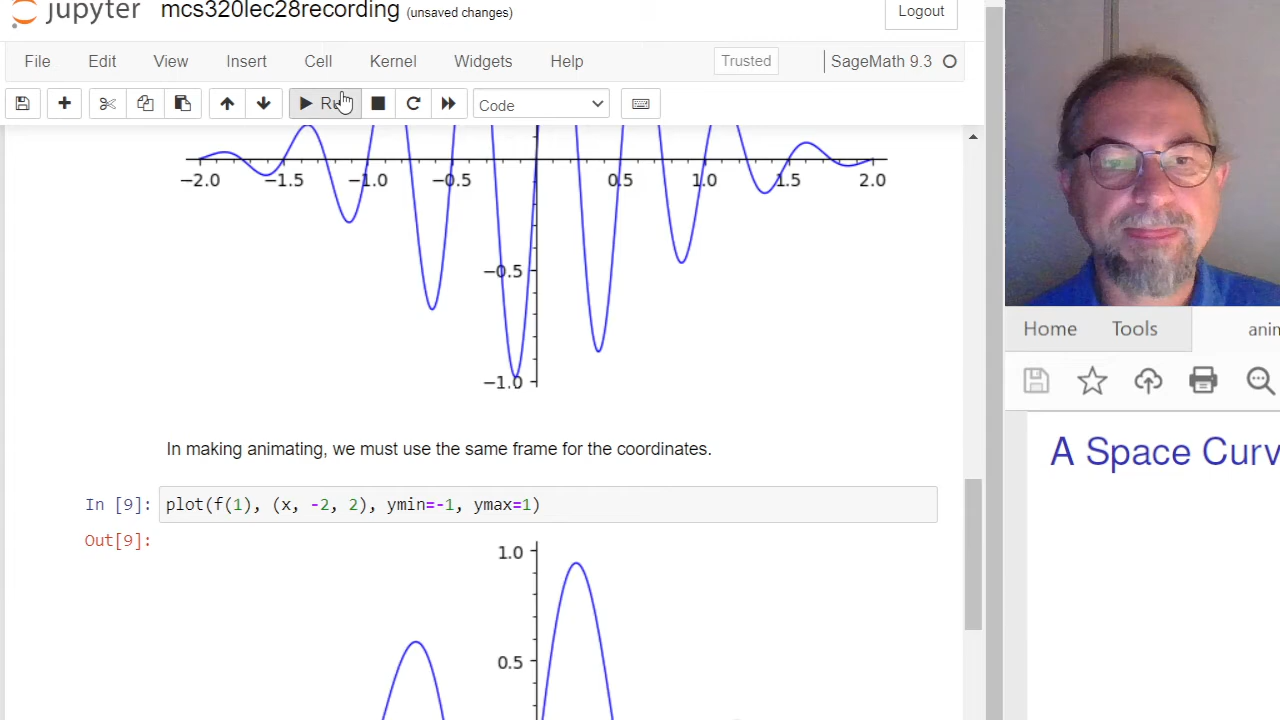 jupyter mcs320lec28recording (unsaved changes)
Logout
File Edit View Insert Cell Kernel Widgets Help
Trusted
SageMath 9.3
Code
−2.0 −1.5 −1.0 −0.5 0.5 1.0 1.5 2.0
−0.5
−1.0
In making animating, we must use the same frame for the coordinates.
In [9]: plot(f(1), (x, -2, 2), ymin=-1, ymax=1)
Out[9]:
1.0
0.5
Home Tools
A Space